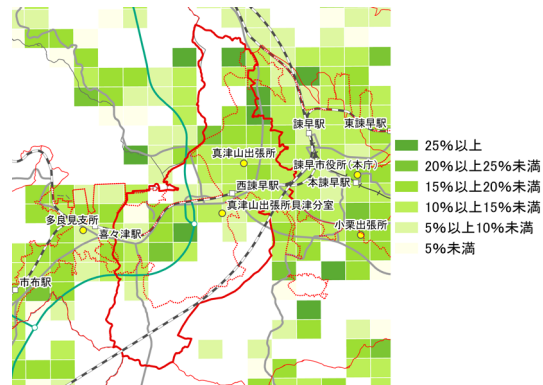 諫早駅
東諫早駅
真津山出張所
諫早市役所(本庁)
西諫早駅
本諫早駅
真津山出張所貝津分室
多良見支所
喜々津駅
小栗出張所
市布駅
25%以上
20%以上25%未満
15%以上20%未満
10%以上15%未満
5%以上10%未満
5%未満